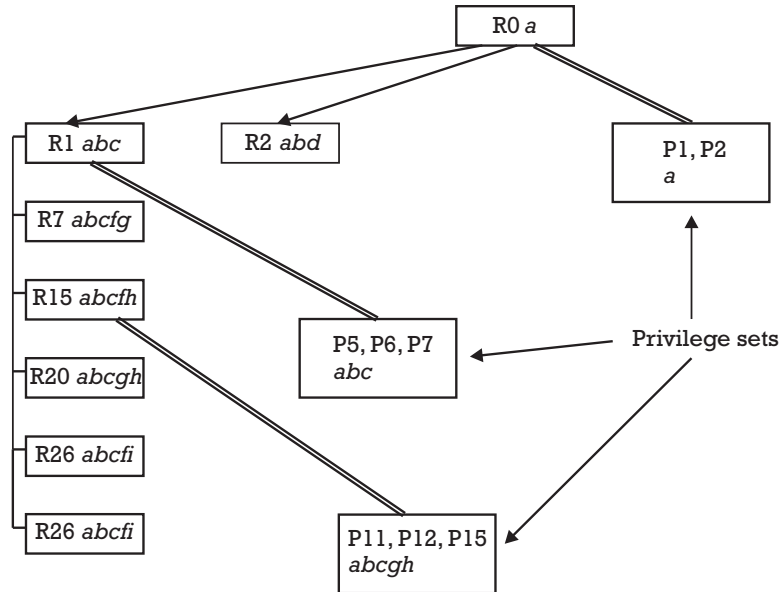 R0 a
R1 abc
R2 abd
P1, P2
a
R7 abcfg
R15 abcfh
P5, P6, P7
abc
Privilege sets
R20 abcgh
R26 abcfi
R26 abcfi
P11, P12, P15
abcgh